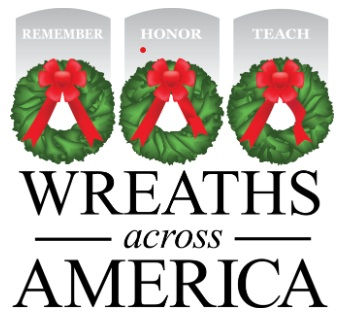 REMEMBER HONOR TEACH
WREATHS
across
AMERICA